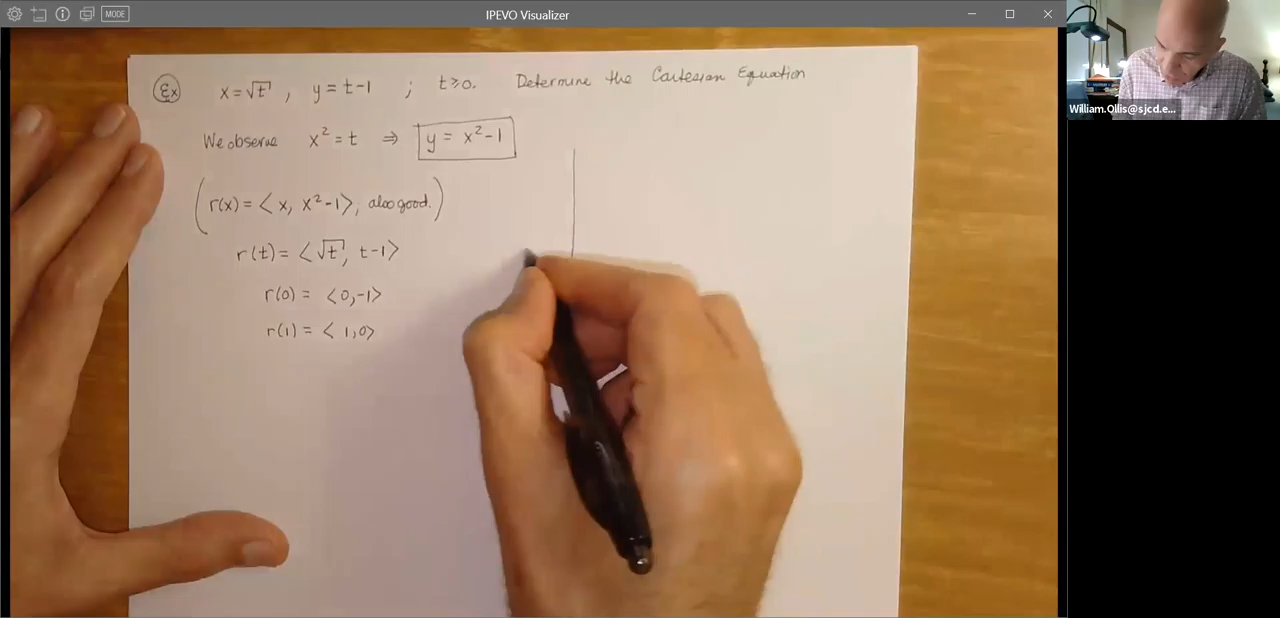 IPEVO Visualizer
MODE
William.Ollis@sjcd.e...
Ex x = √t , y = t-1 ; t ≥ 0. Determine the Cartesian Equation
We observe x² = t ⇒ y = x²-1
(r(x) = < x, x²-1>, also good.)
r(t) = <√t, t-1>
r(0) = <0,-1>
r(1) = < 1,0>